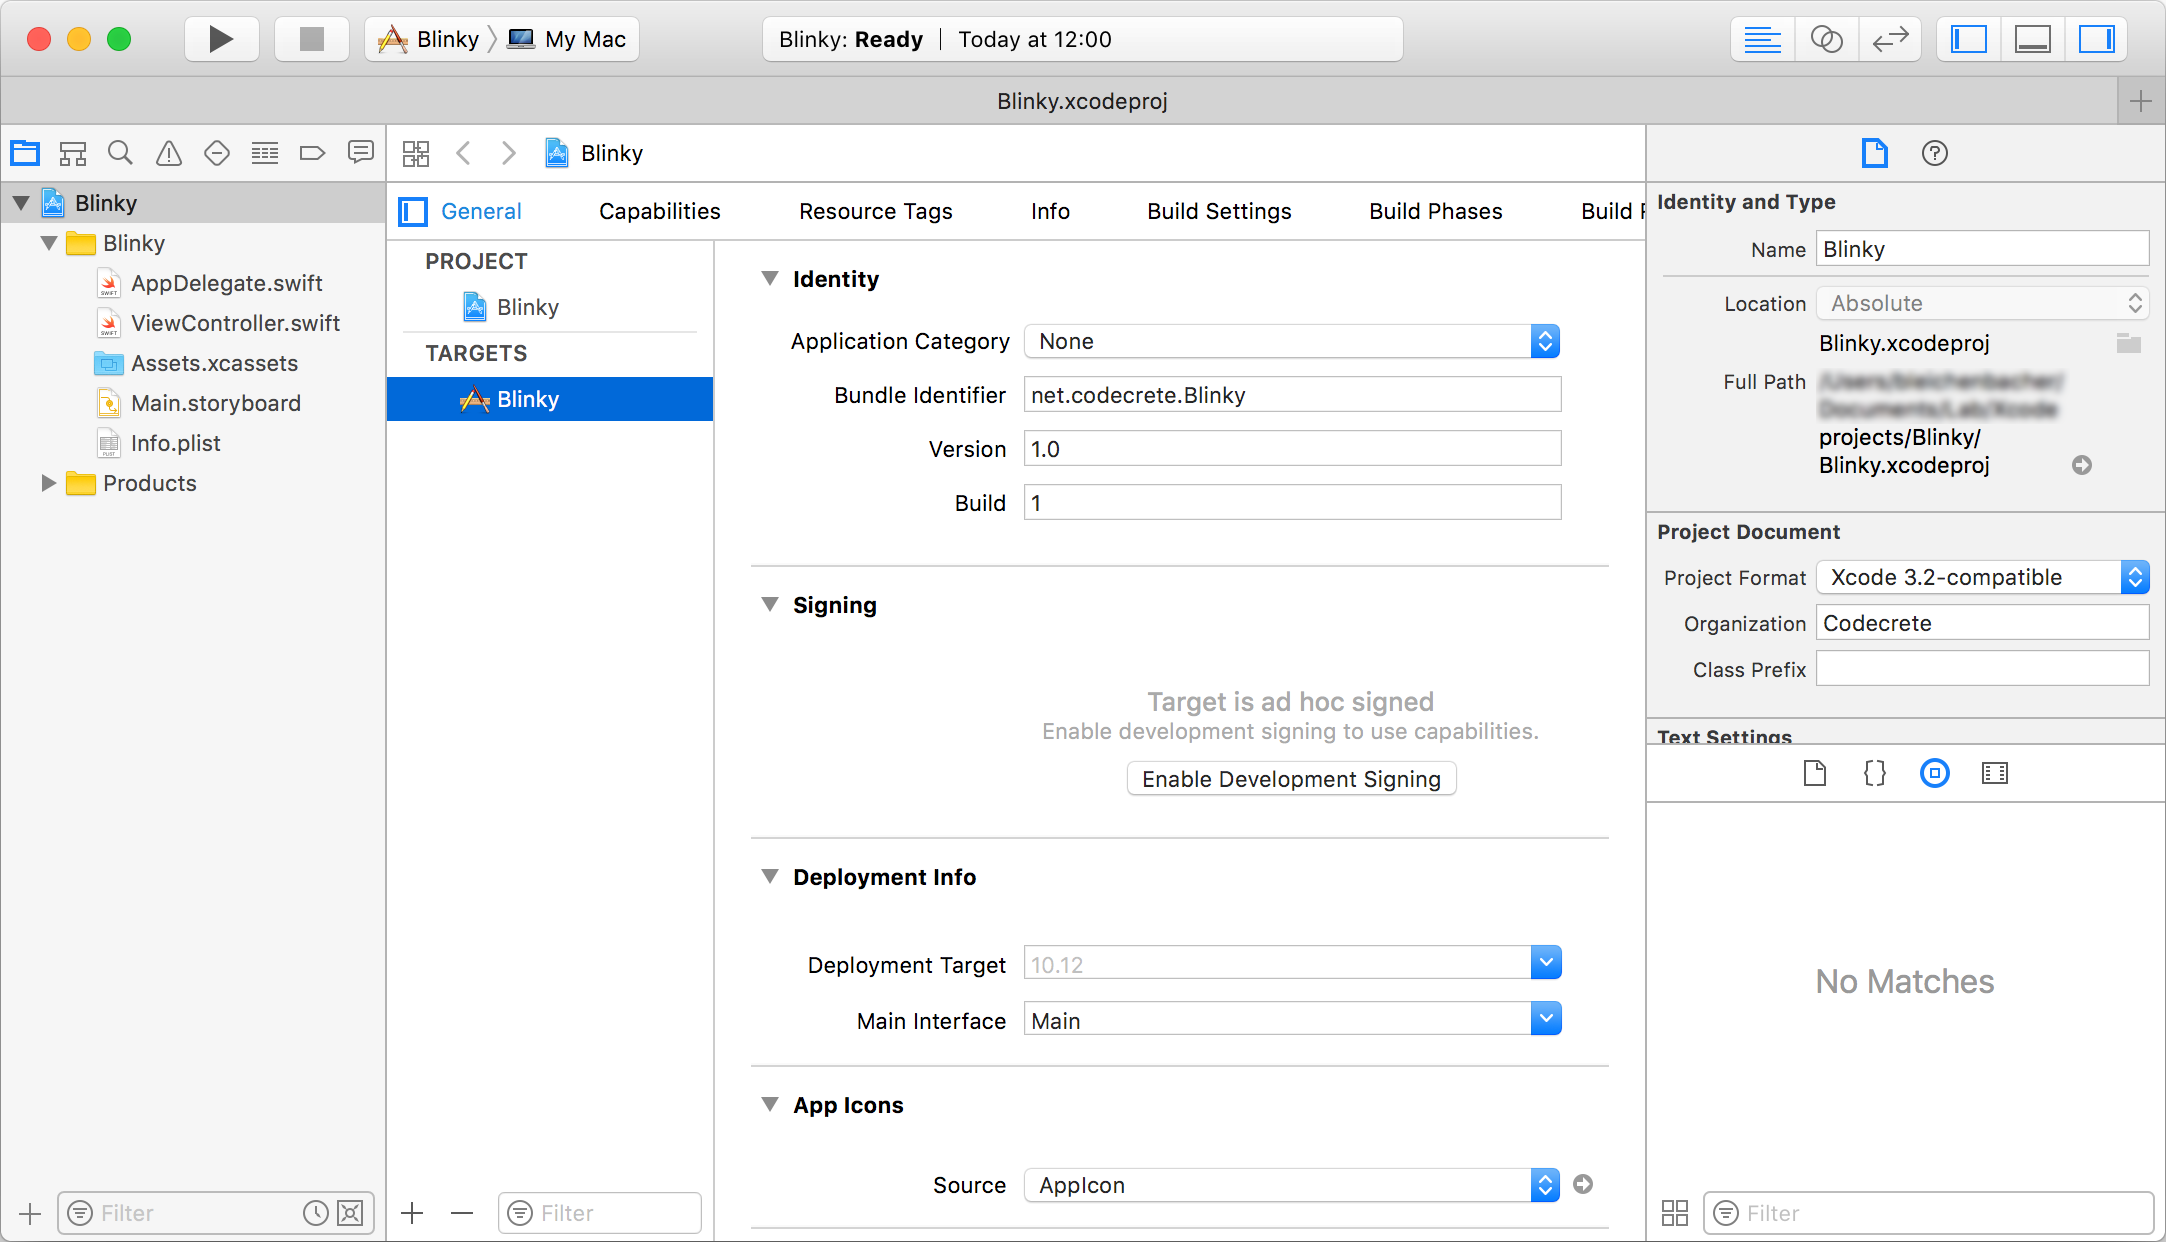 Blinky
My Mac
Blinky: Ready
Today at 12:00
Blinky.xcodeproj
Blinky
Blinky
AppDelegate.swift
ViewController.swift
Assets.xcassets
Main.storyboard
Info.plist
Products
Filter
Blinky
General
Capabilities
Resource Tags
Info
Build Settings
Build Phases
Build
PROJECT
Blinky
TARGETS
Blinky
Filter
Identity
Application Category
None
Bundle Identifier
net.codecrete.Blinky
Version
1.0
Build
1
Signing
Target is ad hoc signed
Enable development signing to use capabilities.
Enable Development Signing
Deployment Info
Deployment Target
10.12
Main Interface
Main
App Icons
Source
AppIcon
Identity and Type
Name
Blinky
Location
Absolute
Blinky.xcodeproj
Full Path
projects/Blinky/
Blinky.xcodeproj
Project Document
Project Format
Xcode 3.2-compatible
Organization
Codecrete
Class Prefix
Text Settings
No Matches
Filter